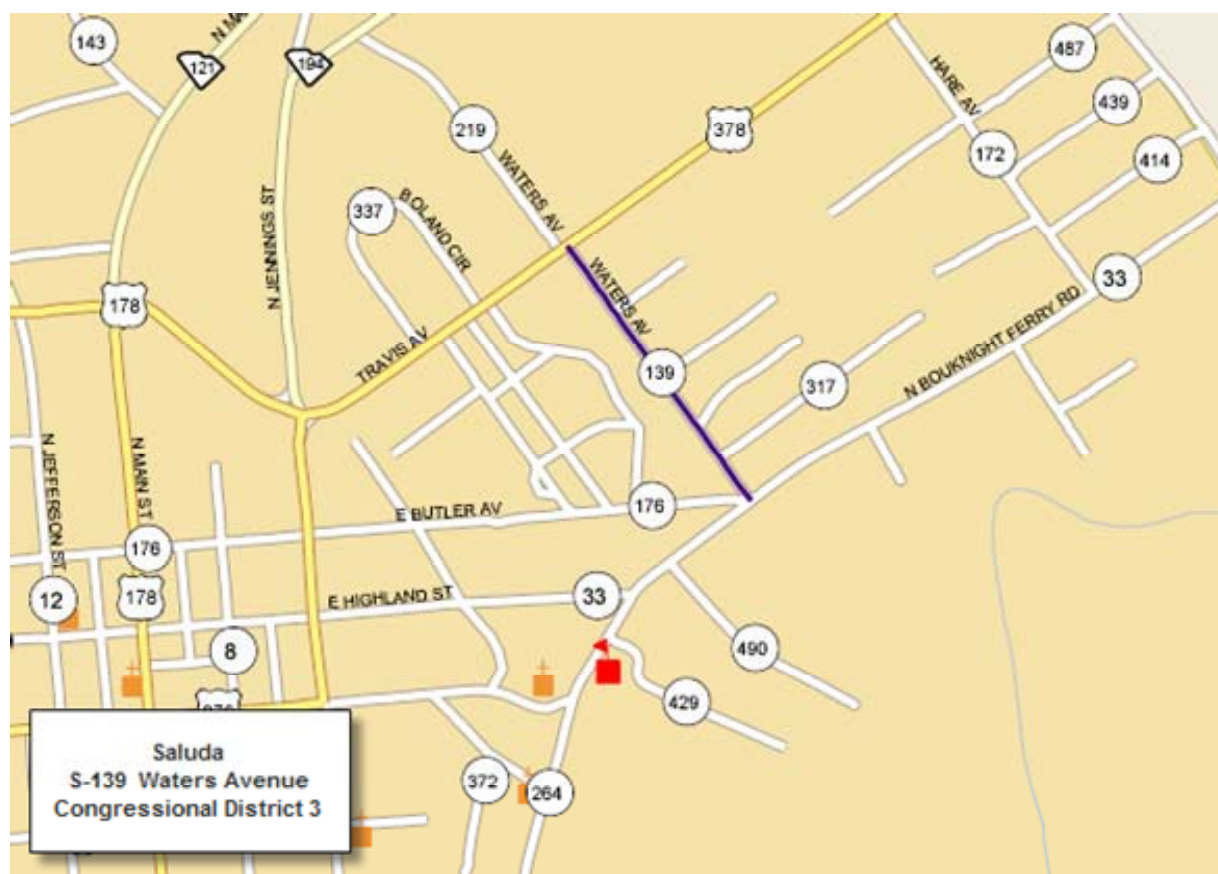 143
N MA
121
194
487
HARE AV
439
219
378
172
414
WATERS AV
337
BOLAND CIR
N JENNINGS ST
33
178
WATERS AV
N BOUKNIGHT FERRY RD
TRAVIS AV
139
317
N JEFFERSON ST
N MAIN ST
E BUTLER AV
176
176
12
178
E HIGHLAND ST
33
8
490
429
372
264
Saluda
S-139 Waters Avenue
Congressional District 3